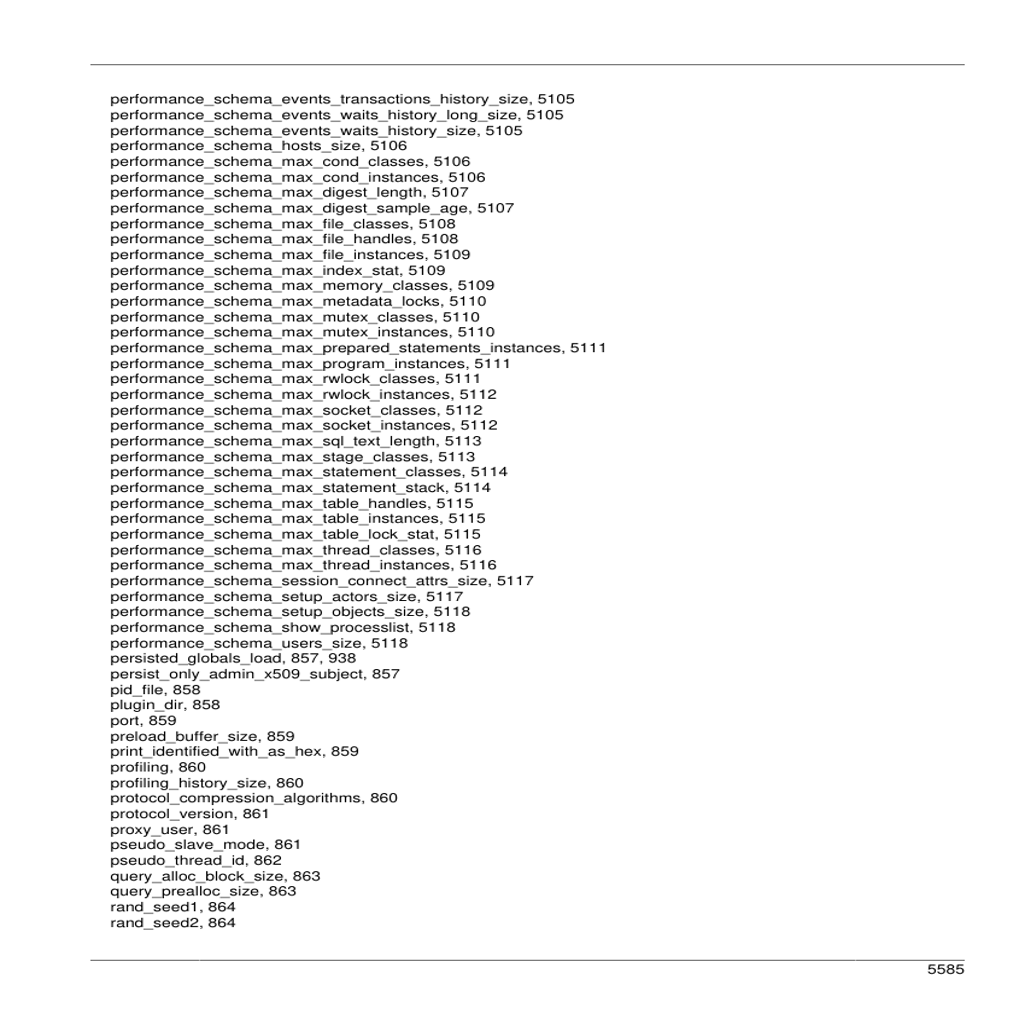 performance_schema_events_transactions_history_size, 5105
performance_schema_events_waits_history_long_size, 5105
performance_schema_events_waits_history_size, 5105
performance_schema_hosts_size, 5106
performance_schema_max_cond_classes, 5106
performance_schema_max_cond_instances, 5106
performance_schema_max_digest_length, 5107
performance_schema_max_digest_sample_age, 5107
performance_schema_max_file_classes, 5108
performance_schema_max_file_handles, 5108
performance_schema_max_file_instances, 5109
performance_schema_max_index_stat, 5109
performance_schema_max_memory_classes, 5109
performance_schema_max_metadata_locks, 5110
performance_schema_max_mutex_classes, 5110
performance_schema_max_mutex_instances, 5110
performance_schema_max_prepared_statements_instances, 5111
performance_schema_max_program_instances, 5111
performance_schema_max_rwlock_classes, 5111
performance_schema_max_rwlock_instances, 5112
performance_schema_max_socket_classes, 5112
performance_schema_max_socket_instances, 5112
performance_schema_max_sql_text_length, 5113
performance_schema_max_stage_classes, 5113
performance_schema_max_statement_classes, 5114
performance_schema_max_statement_stack, 5114
performance_schema_max_table_handles, 5115
performance_schema_max_table_instances, 5115
performance_schema_max_table_lock_stat, 5115
performance_schema_max_thread_classes, 5116
performance_schema_max_thread_instances, 5116
performance_schema_session_connect_attrs_size, 5117
performance_schema_setup_actors_size, 5117
performance_schema_setup_objects_size, 5118
performance_schema_show_processlist, 5118
performance_schema_users_size, 5118
persisted_globals_load, 857, 938
persist_only_admin_x509_subject, 857
pid_file, 858
plugin_dir, 858
port, 859
preload_buffer_size, 859
print_identified_with_as_hex, 859
profiling, 860
profiling_history_size, 860
protocol_compression_algorithms, 860
protocol_version, 861
proxy_user, 861
pseudo_slave_mode, 861
pseudo_thread_id, 862
query_alloc_block_size, 863
query_prealloc_size, 863
rand_seed1, 864
rand_seed2, 864
5585